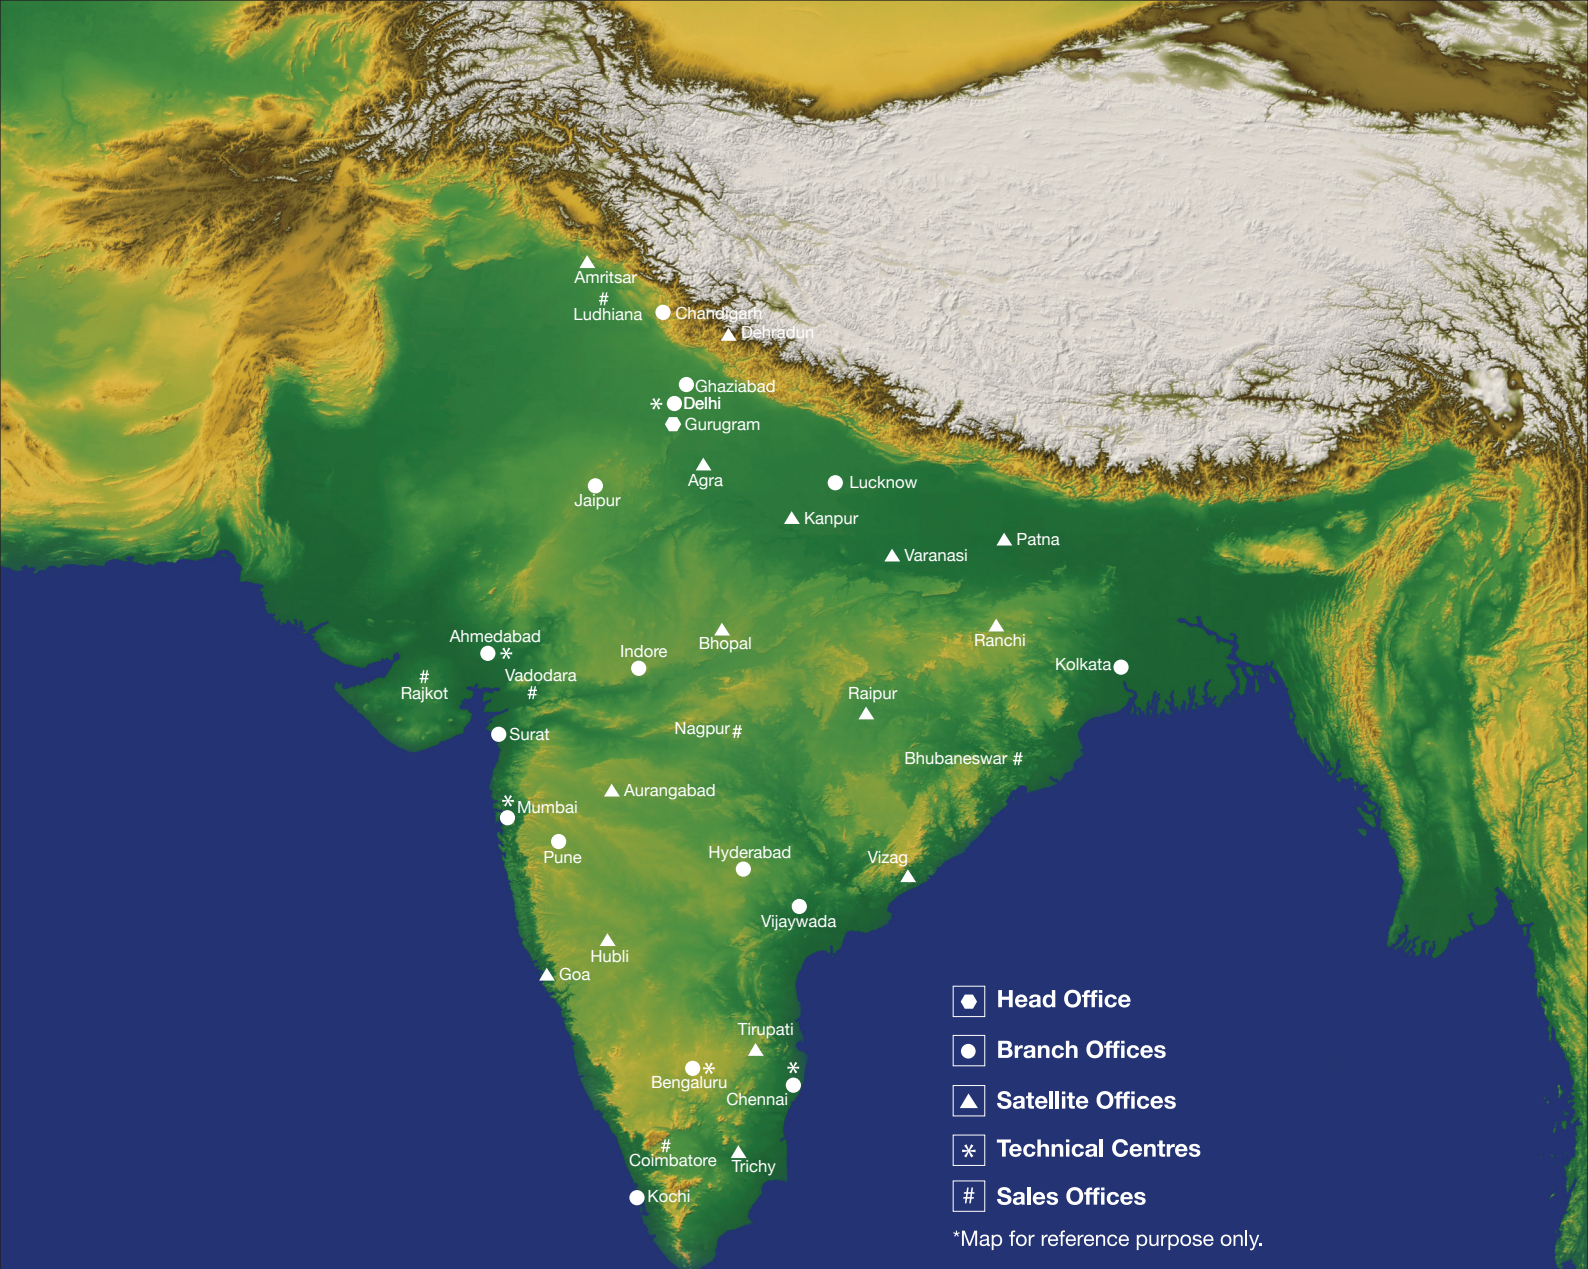 Amritsar
#
Ludhiana
Chandigarh
Dehradun
Ghaziabad
* Delhi
Gurugram
Agra
Jaipur
Lucknow
Kanpur
Patna
Varanasi
Ahmedabad
*
Bhopal
Ranchi
Indore
Kolkata
#
Rajkot
Vadodara
#
Raipur
Nagpur #
Surat
Bhubaneswar #
Aurangabad
*
Mumbai
Pune
Hyderabad
Vizag
Vijaywada
Hubli
Goa
Tirupati
*
Bengaluru
*
Chennai
#
Coimbatore
Trichy
Kochi
Head Office
Branch Offices
Satellite Offices
* Technical Centres
# Sales Offices
*Map for reference purpose only.